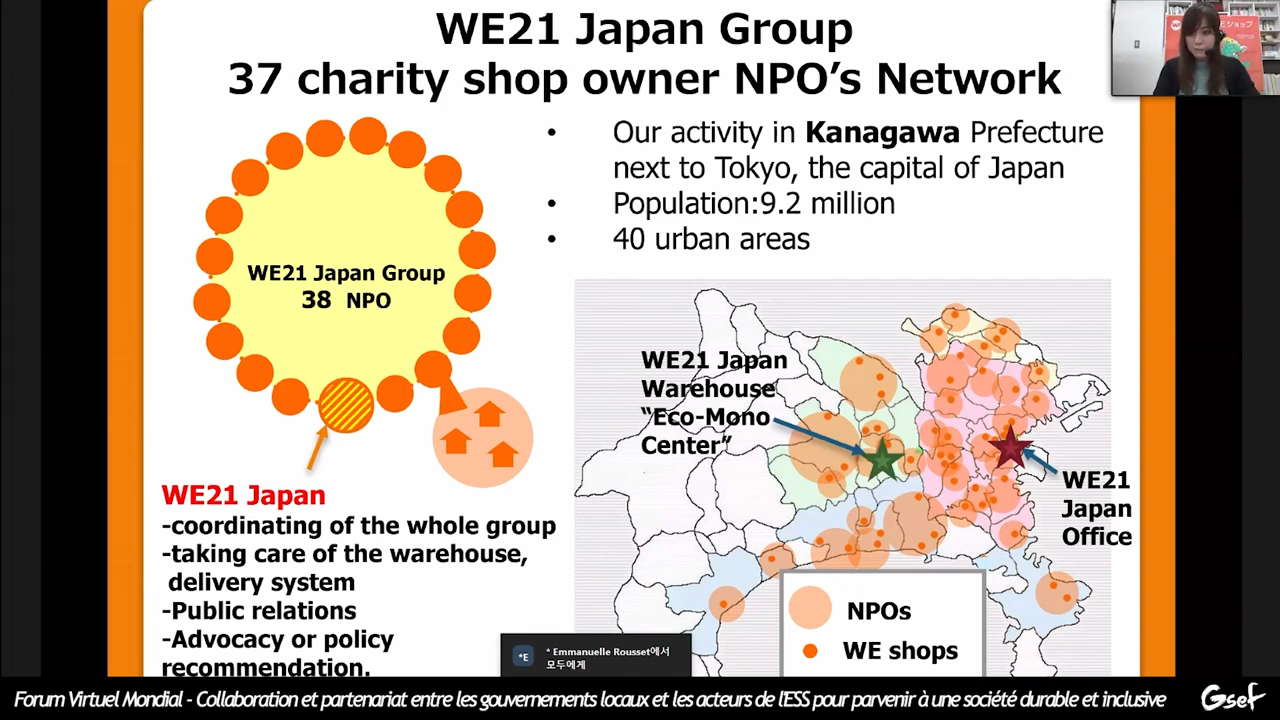 WE21 Japan Group
37 charity shop owner NPO’s Network
• Our activity in Kanagawa Prefecture
next to Tokyo, the capital of Japan
• Population:9.2 million
• 40 urban areas
WE21 Japan Group
38 NPO
WE21 Japan
-coordinating of the whole group
-taking care of the warehouse,
delivery system
-Public relations
-Advocacy or policy
recommendation.
WE21 Japan
Warehouse
“Eco-Mono
Center”
WE21
Japan
Office
NPOs
WE shops
*E
* Emmanuelle Rousset에서
모두에게
Forum Virtuel Mondial - Collaboration et partenariat entre les gouvernements locaux et les acteurs de l'ESS pour parvenir à une société durable et inclusive
Gsef